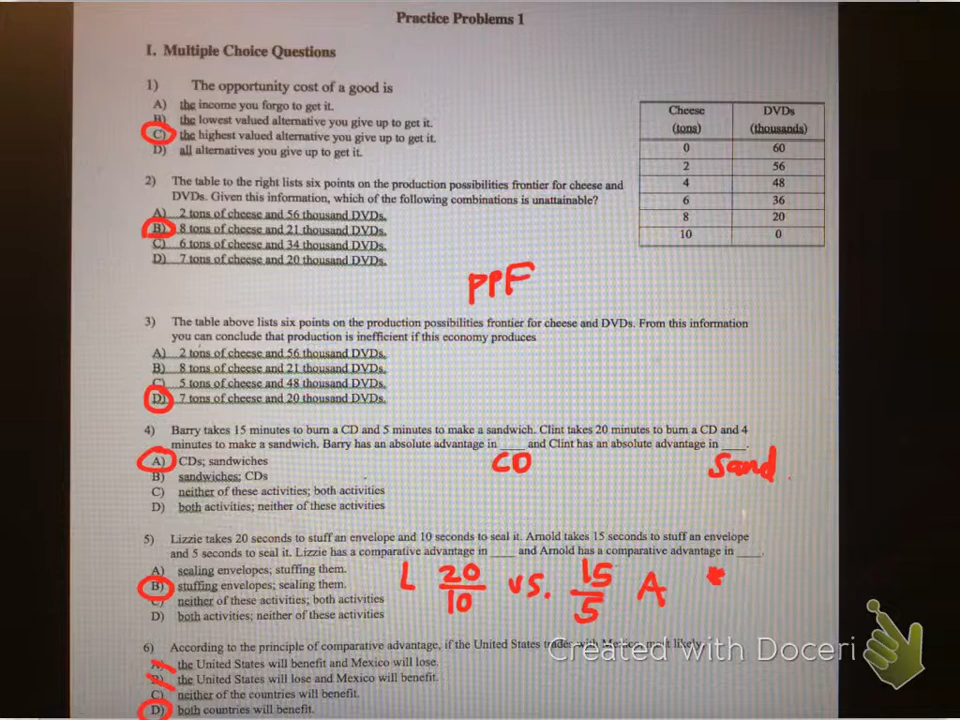 Practice Problems 1
I. Multiple Choice Questions
1) The opportunity cost of a good is
A) the income you forgo to get it.
B) the lowest valued alternative you give up to get it.
C) the highest valued alternative you give up to get it.
D) all alternatives you give up to get it.
Cheese DVDs
(tons) (thousands)
0 60
2 56
4 48
6 36
8 20
10 0
2) The table to the right lists six points on the production possibilities frontier for cheese and
DVDs. Given this information, which of the following combinations is unattainable?
A) 2 tons of cheese and 56 thousand DVDs.
B) 8 tons of cheese and 21 thousand DVDs.
C) 6 tons of cheese and 34 thousand DVDs.
D) 7 tons of cheese and 20 thousand DVDs.
PPF
3) The table above lists six points on the production possibilities frontier for cheese and DVDs. From this information
you can conclude that production is inefficient if this economy produces
A) 2 tons of cheese and 56 thousand DVDs.
B) 8 tons of cheese and 21 thousand DVDs.
C) 5 tons of cheese and 48 thousand DVDs.
D) 7 tons of cheese and 20 thousand DVDs.
4) Barry takes 15 minutes to burn a CD and 5 minutes to make a sandwich. Clint takes 20 minutes to burn a CD and 4
minutes to make a sandwich. Barry has an absolute advantage in ____ and Clint has an absolute advantage in ____.
CD Sand.
A) CDs; sandwiches
B) sandwiches; CDs
C) neither of these activities; both activities
D) both activities; neither of these activities
5) Lizzie takes 20 seconds to stuff an envelope and 10 seconds to seal it. Arnold takes 15 seconds to stuff an envelope
and 5 seconds to seal it. Lizzie has a comparative advantage in ____ and Arnold has a comparative advantage in ____.
A) sealing envelopes; stuffing them.
B) stuffing envelopes; sealing them.
C) neither of these activities; both activities
D) both activities; neither of these activities
L 20/10 vs. 15/5 A *
6) According to the principle of comparative advantage, if the United States trades with Mexico, most likely
A) the United States will benefit and Mexico will lose.
B) the United States will lose and Mexico will benefit.
C) neither of the countries will benefit.
D) both countries will benefit.
Created with Doceri